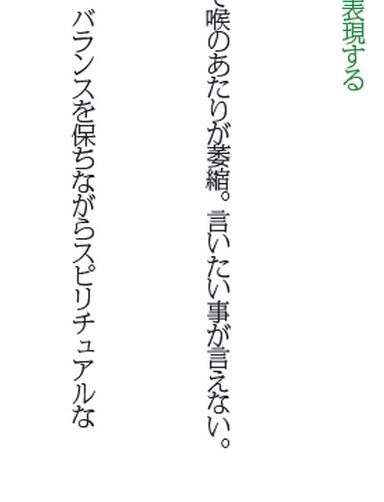 表現する
喉のあたりが萎縮。言いたい事が言えない。
バランスを保ちながらスピリチュアルな